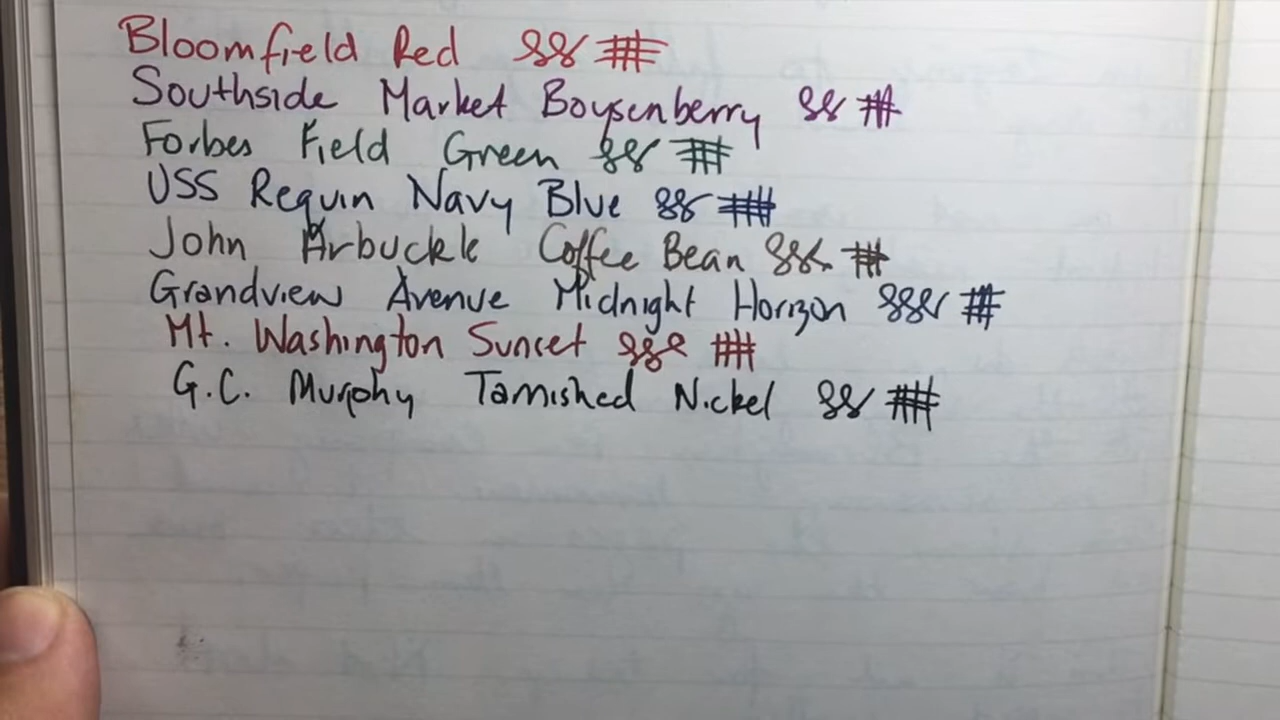 Bloomfield Red
Southside Market Boysenberry
Forbes Field Green
USS Requin Navy Blue
John Arbuckle Coffee Bean
Grandview Avenue Midnight Horizon
Mt. Washington Sunset
G.C. Murphy Tarnished Nickel